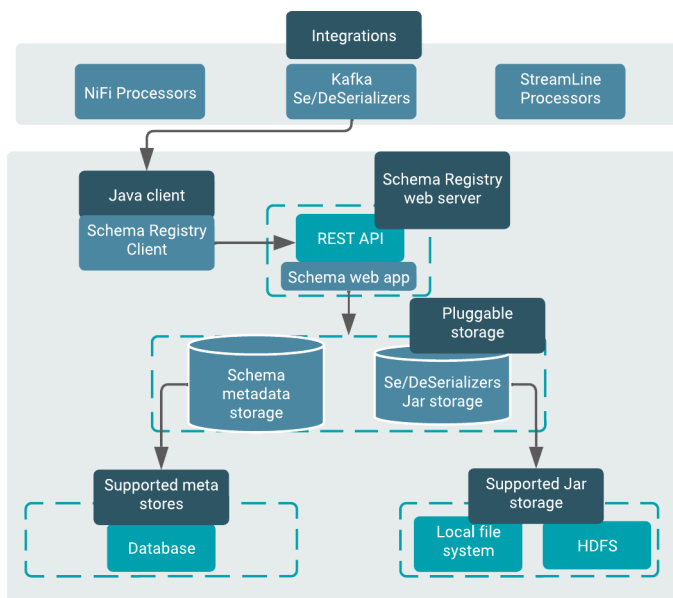 Integrations
NiFi Processors
Kafka
Se/DeSerializers
StreamLine
Processors
Java client
Schema Registry
Client
Schema Registry
web server
REST API
Schema web app
Pluggable
storage
Schema
metadata
storage
Se/DeSerializers
Jar storage
Supported meta
stores
Database
Supported Jar
storage
Local file
system
HDFS